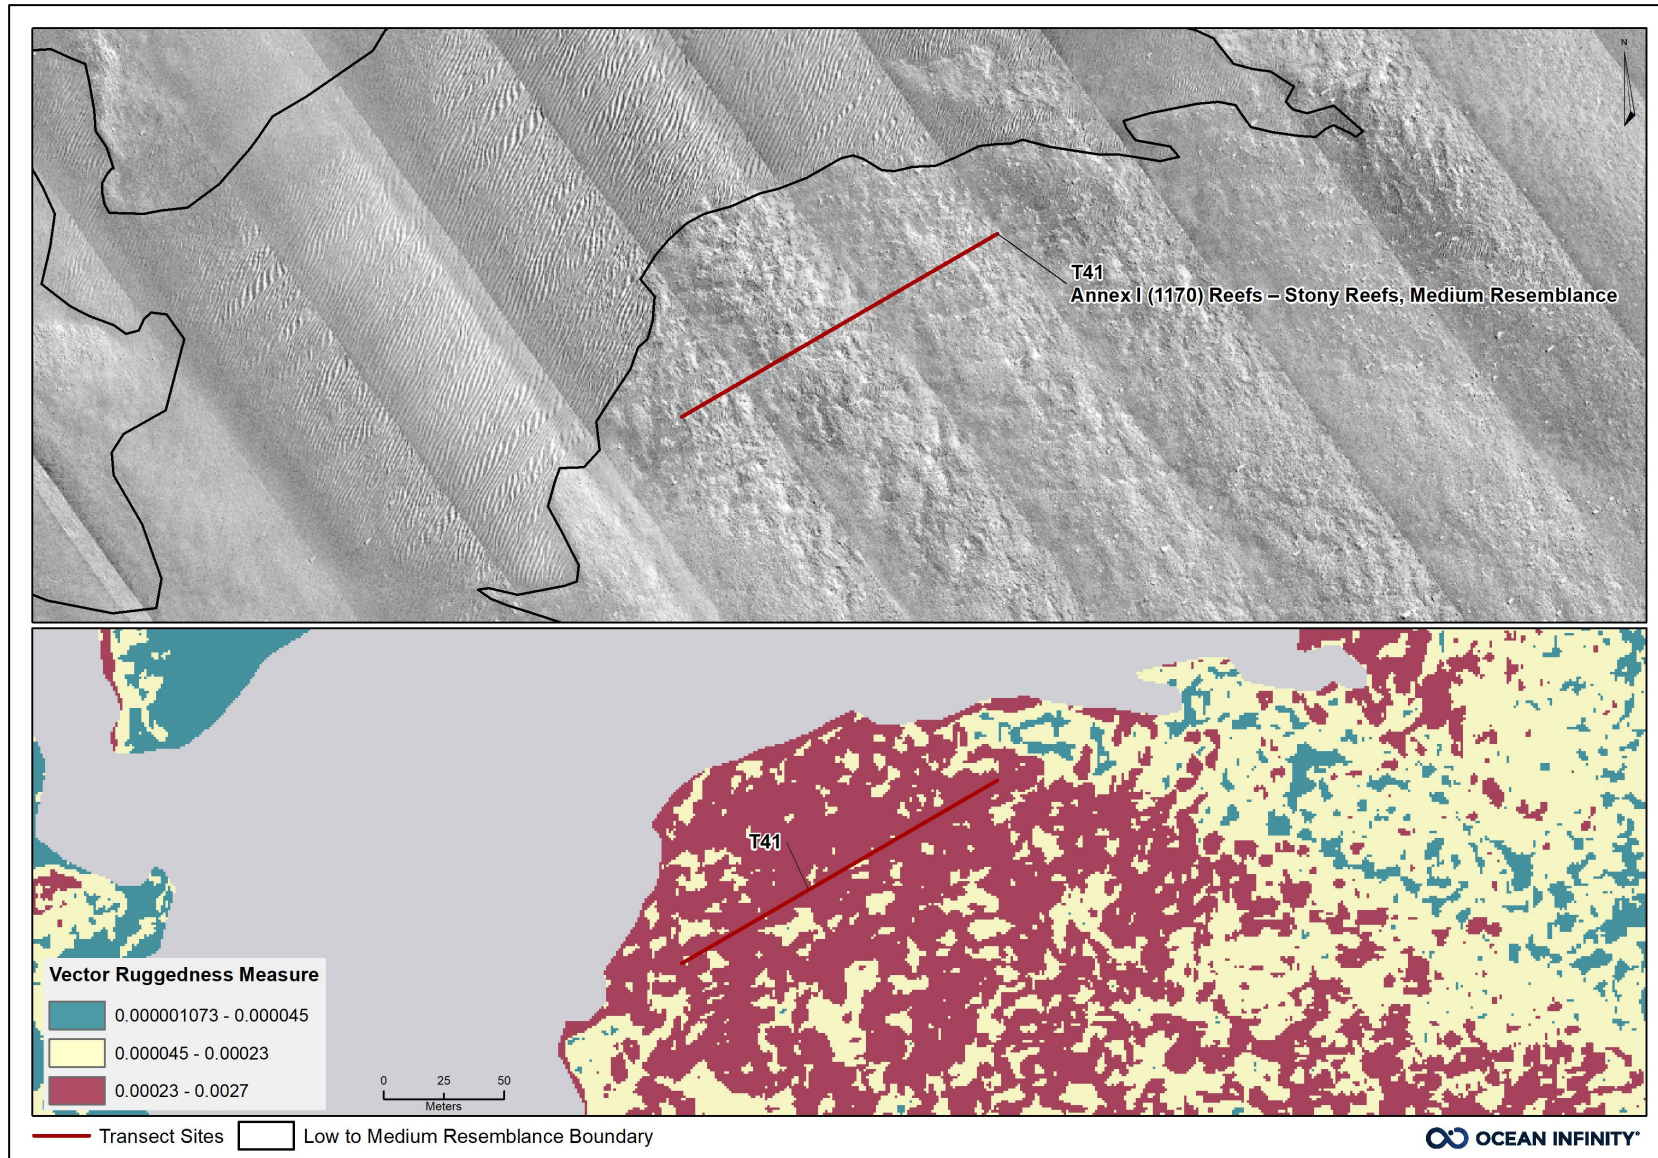 N
T41
Annex I (1170) Reefs – Stony Reefs, Medium Resemblance
T41
Vector Ruggedness Measure
0.000001073 - 0.000045
0.000045 - 0.00023
0.00023 - 0.0027
0 25 50
Meters
Transect Sites Low to Medium Resemblance Boundary
OCEAN INFINITY®